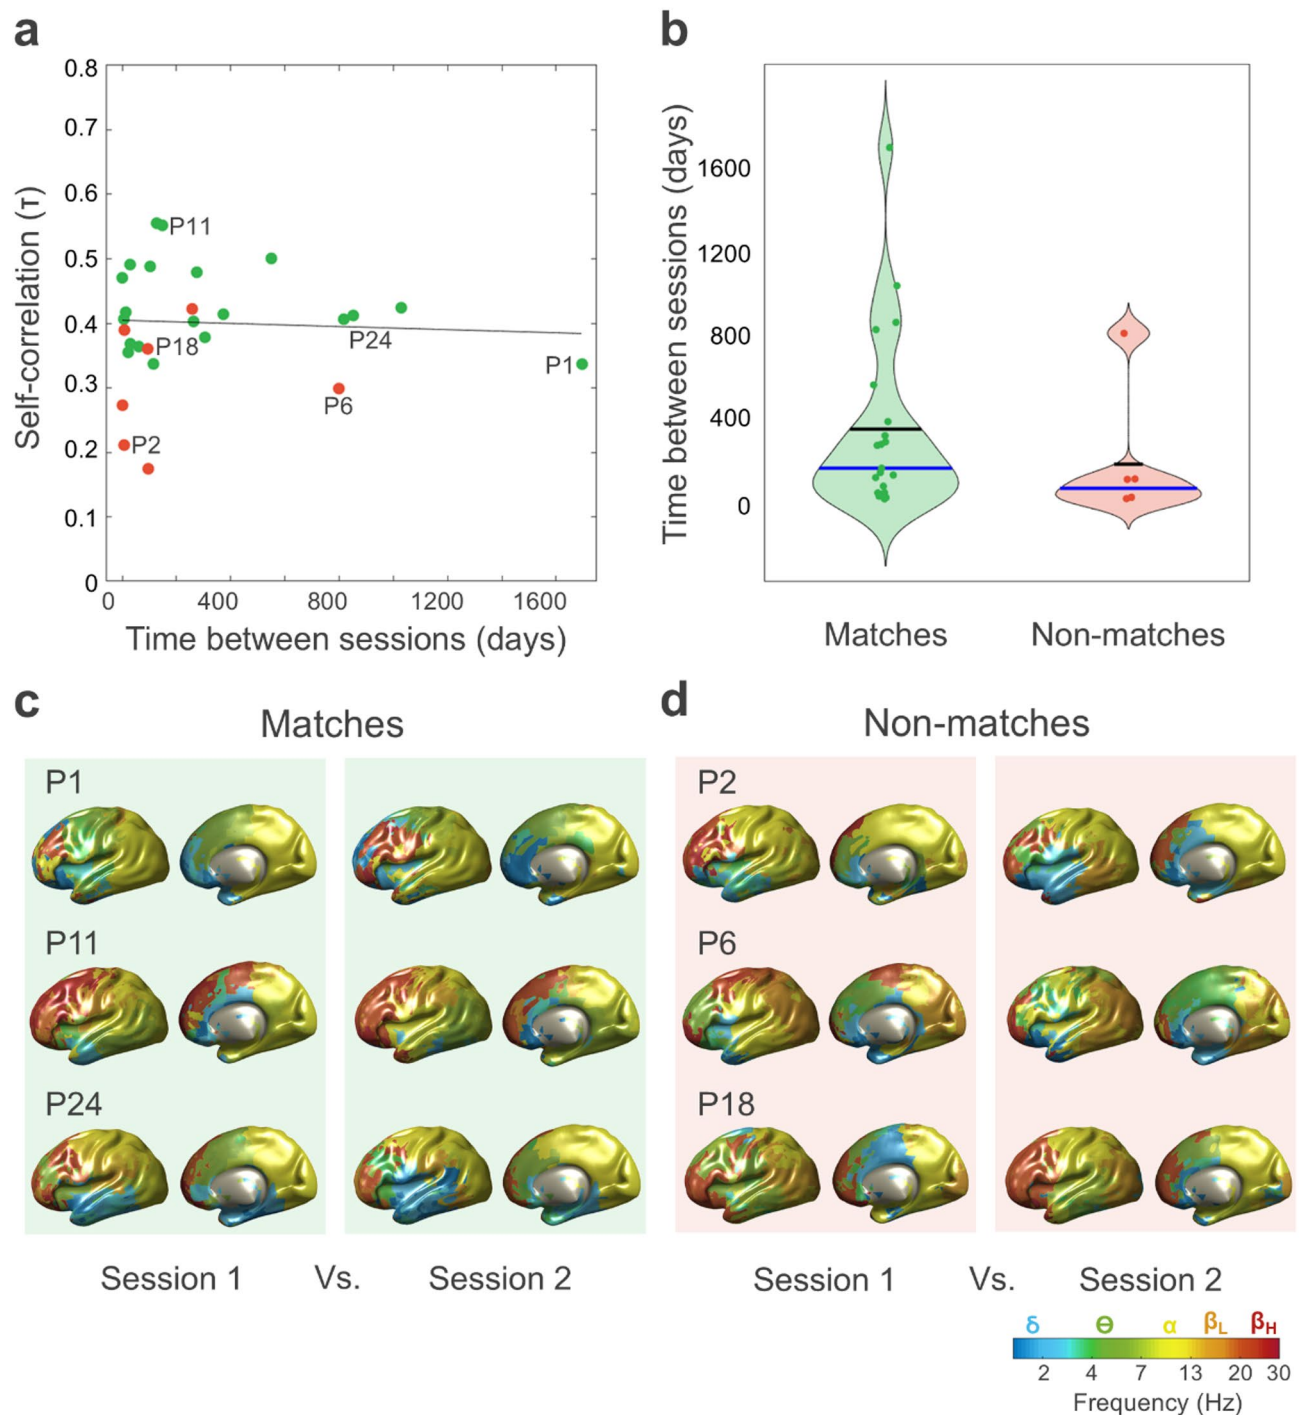 a
0.8
0.7
0.6
0.5
0.4
0.3
0.2
0.1
0
Self-correlation (τ)
P11
P18
P24
P1
P6
P2
0 400 800 1200 1600
Time between sessions (days)
b
1600
1200
800
400
0
Time between sessions (days)
Matches Non-matches
c
Matches
P1
P11
P24
Session 1 Vs. Session 2
d
Non-matches
P2
P6
P18
Session 1 Vs. Session 2
δ Θ α βL βH
2 4 7 13 20 30
Frequency (Hz)